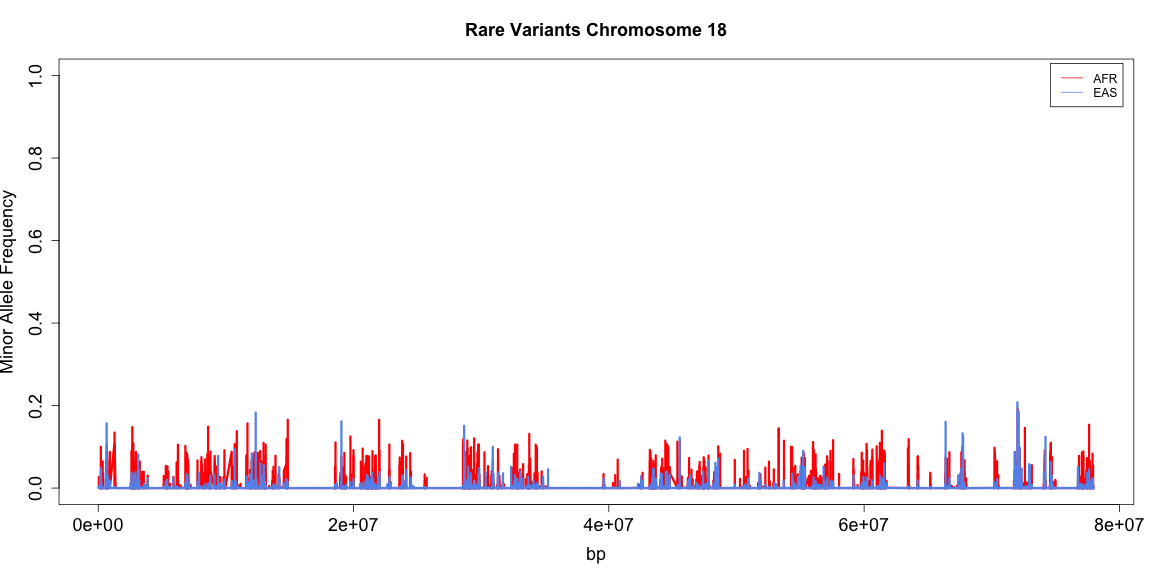 Rare Variants Chromosome 18
AFR
EAS
Minor Allele Frequency
1.0
0.8
0.6
0.4
0.2
0.0
0e+00
2e+07
4e+07
6e+07
8e+07
bp